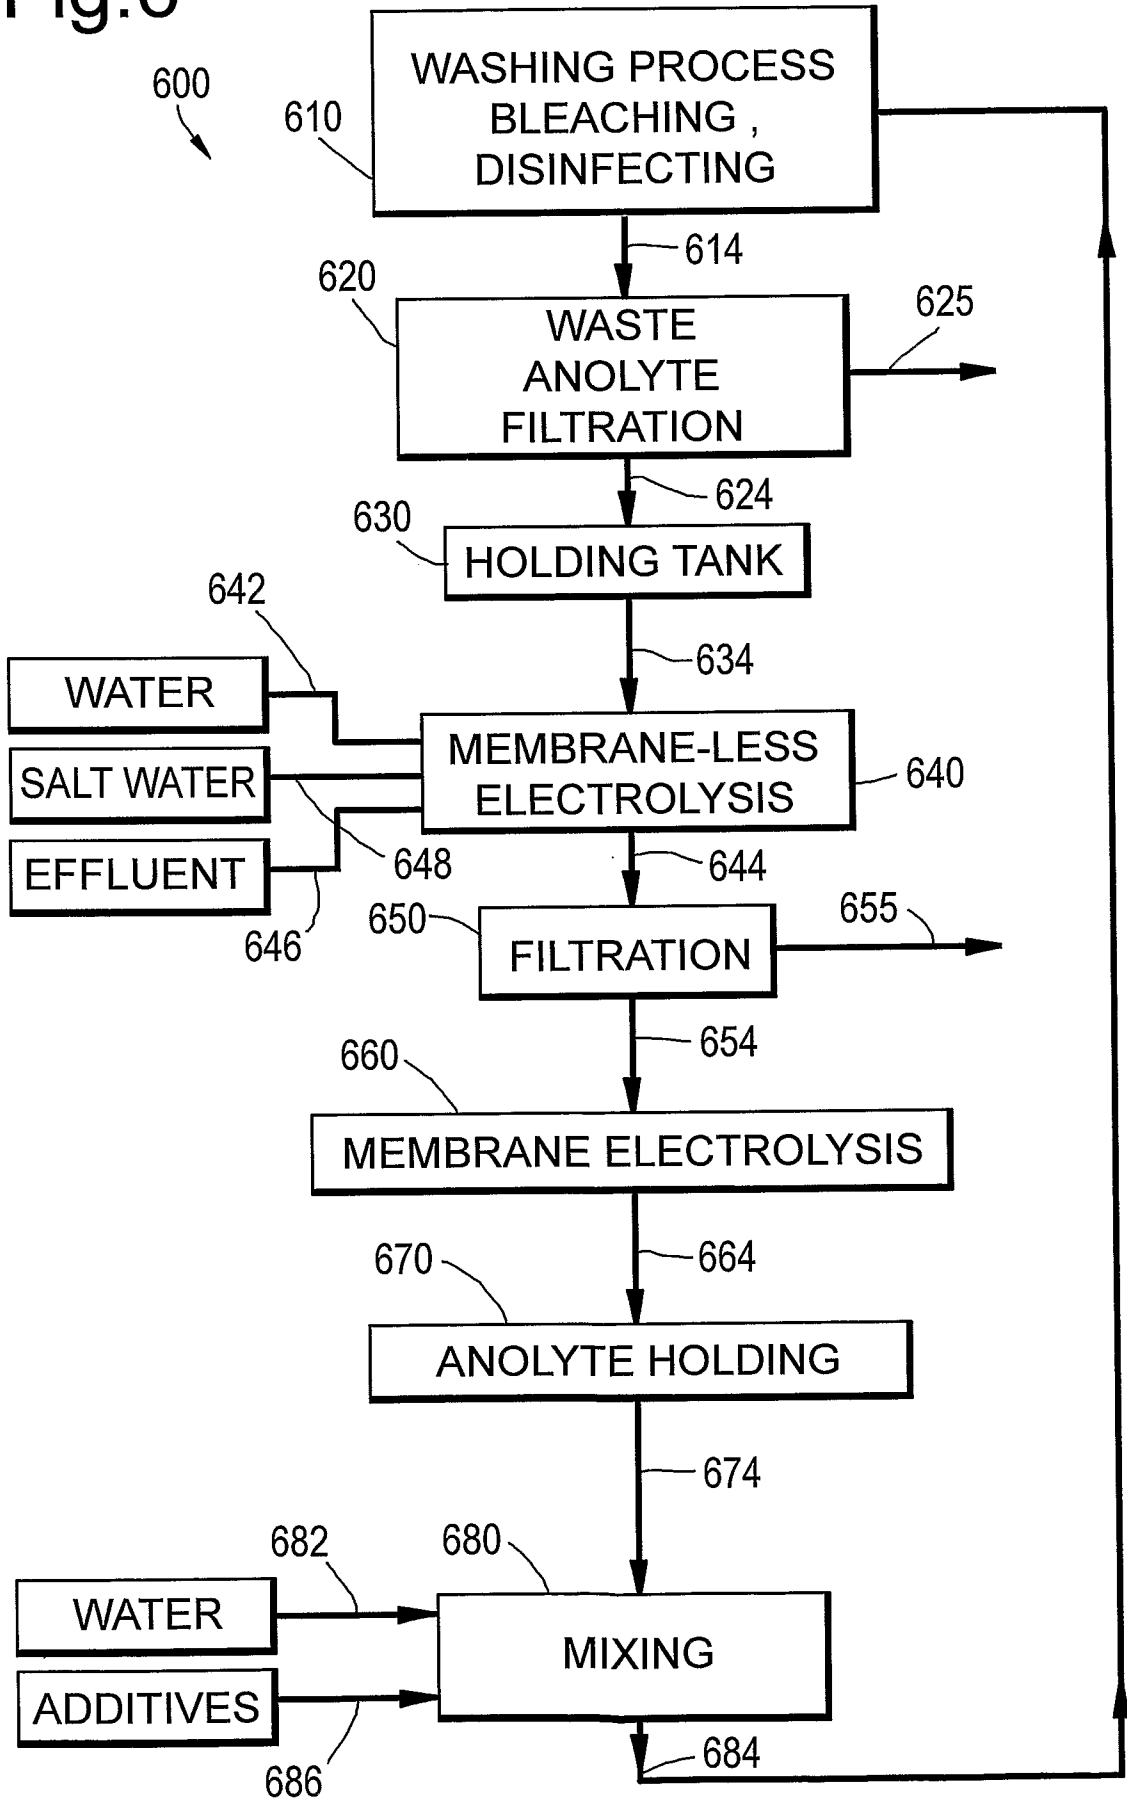 Fig.6
600
610
WASHING PROCESS
BLEACHING ,
DISINFECTING
614
620
625
WASTE
ANOLYTE
FILTRATION
624
630
HOLDING TANK
642
634
WATER
MEMBRANE-LESS
ELECTROLYSIS
640
SALT WATER
648
644
EFFLUENT
646
650
655
FILTRATION
654
660
MEMBRANE ELECTROLYSIS
664
670
ANOLYTE HOLDING
674
682
680
WATER
MIXING
ADDITIVES
686
684